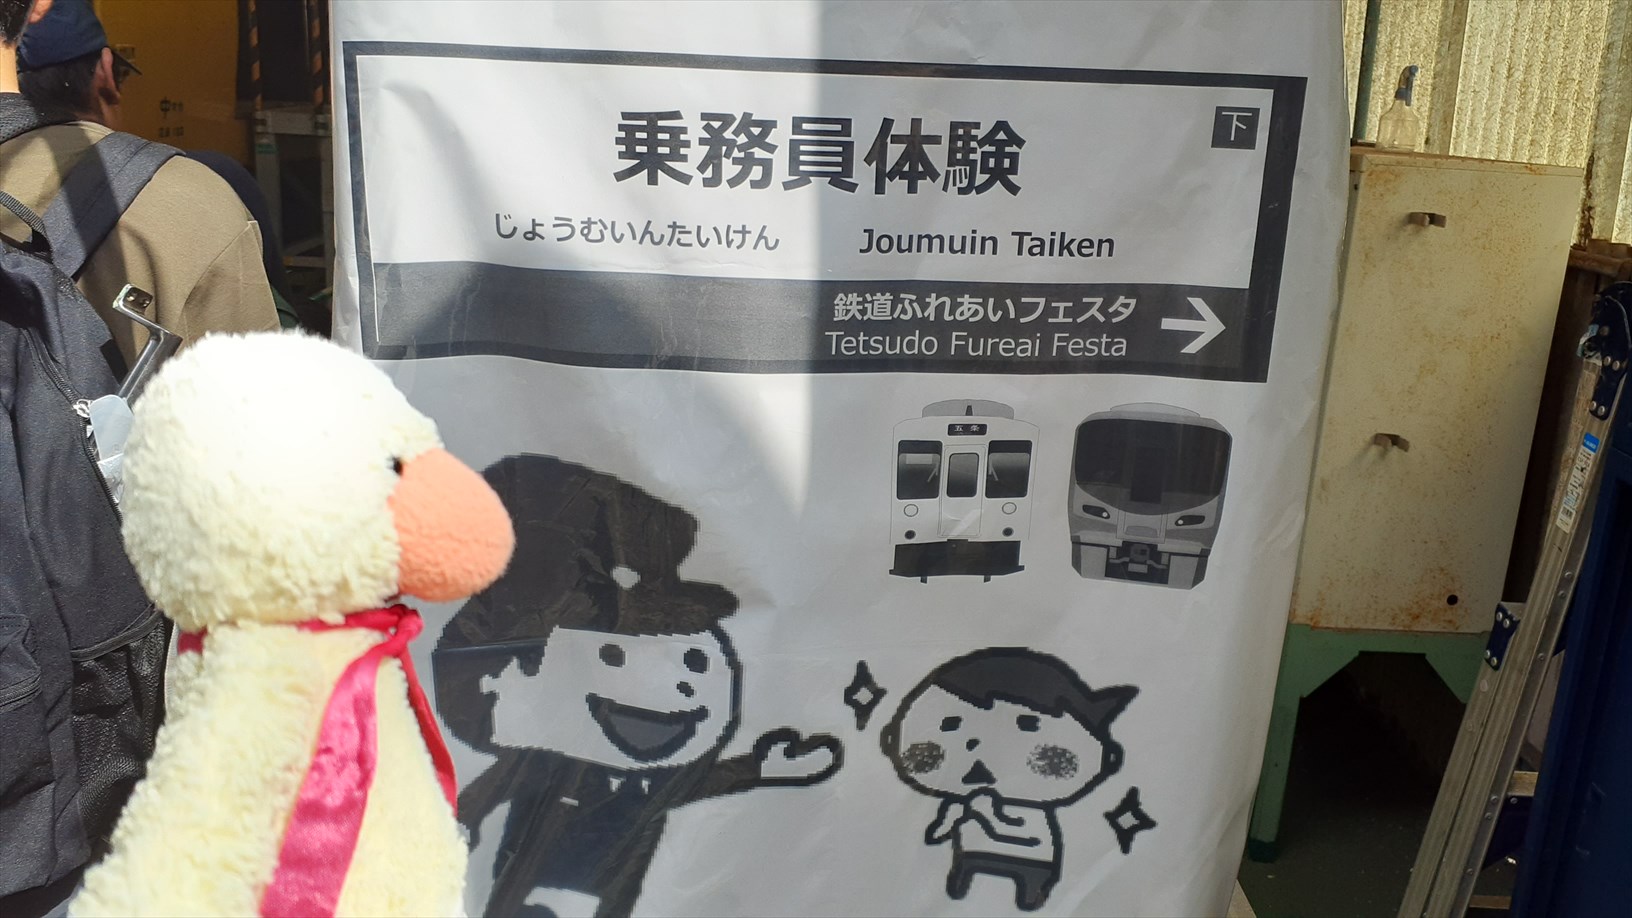 乗務員体験
下
じょうむいんたいけん
Joumuin Taiken
鉄道ふれあいフェスタ
Tetsudo Fureai Festa
五条